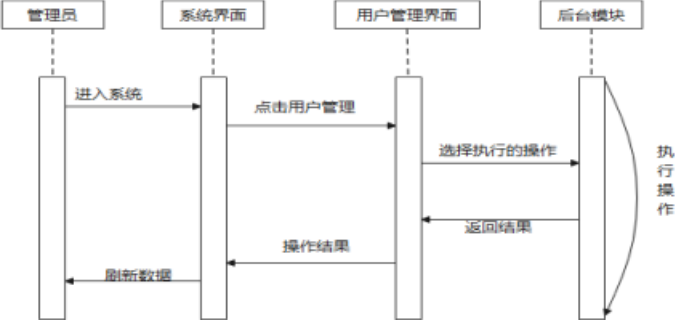 管理员
系统界面
用户管理界面
后台模块
进入系统
点击用户管理
选择执行的操作
执
行
操
作
返回结果
操作结果
刷新数据